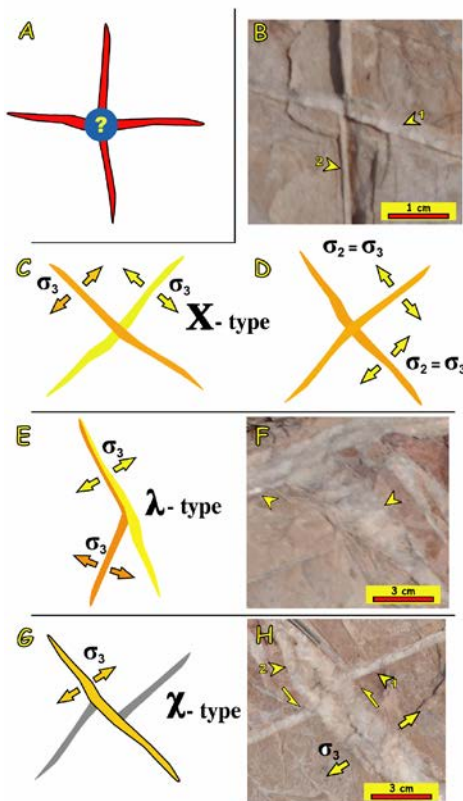 A
?
B
1
2
1 cm
C
σ₃
σ₃
X - type
D
σ₂ = σ₃
σ₂ = σ₃
E
σ₃
λ - type
σ₃
F
3 cm
G
σ₃
χ - type
H
2
1
σ₃
3 cm